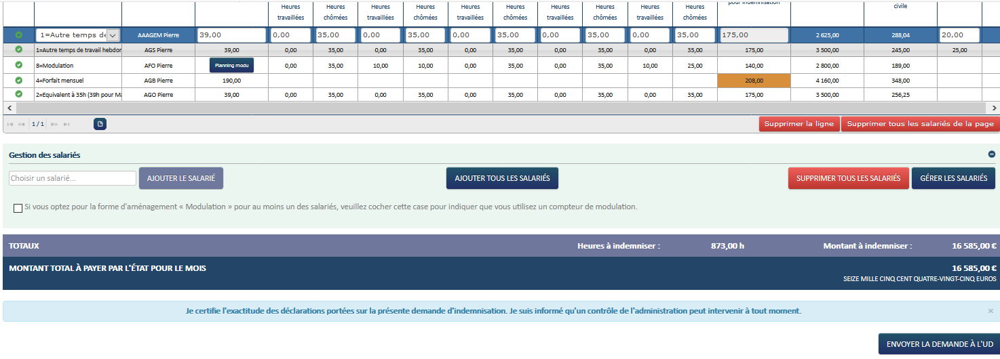 pour indemnisation
Heures travaillées Heures chômées Heures travaillées Heures chômées Heures travaillées Heures chômées Heures travaillées Heures chômées Heures travaillées Heures chômées civile
1=Autre temps de AAAGEM Pierre 39,00 0,00 35,00 0,00 35,00 0,00 35,00 0,00 35,00 0,00 35,00 175,00 2 625,00 288,04 20,00
1=Autre temps de travail hebdor AGS Pierre 39,00 0,00 35,00 0,00 35,00 0,00 35,00 0,00 35,00 0,00 35,00 175,00 3 500,00 245,00 25,00
8=Modulation AFO Pierre Planning modu 0,00 35,00 10,00 10,00 0,00 35,00 0,00 35,00 10,00 25,00 140,00 2 800,00 189,00
4=Forfait mensuel AGB Pierre 190,00 208,00 4 160,00 348,00
2=Equivalent à 35h (39h pour Ma AGO Pierre 39,00 0,00 35,00 0,00 35,00 0,00 35,00 0,00 35,00 0,00 35,00 175,00 3 500,00 256,25
1 / 1 Supprimer la ligne Supprimer tous les salariés de la page
Gestion des salariés
Choisir un salarié... AJOUTER LE SALARIÉ AJOUTER TOUS LES SALARIÉS SUPPRIMER TOUS LES SALARIÉS GÉRER LES SALARIÉS
Si vous optez pour la forme d'aménagement « Modulation » pour au moins un des salariés, veuillez cocher cette case pour indiquer que vous utilisez un compteur de modulation.
TOTAUX Heures à indemniser : 873,00 h Montant à indemniser : 16 585,00 €
MONTANT TOTAL À PAYER PAR L'ÉTAT POUR LE MOIS 16 585,00 €
SEIZE MILLE CINQ CENT QUATRE-VINGT-CINQ EUROS
Je certifie l'exactitude des déclarations portées sur la présente demande d'indemnisation. Je suis informé qu'un contrôle de l'administration peut intervenir à tout moment. ×
ENVOYER LA DEMANDE À L'UD